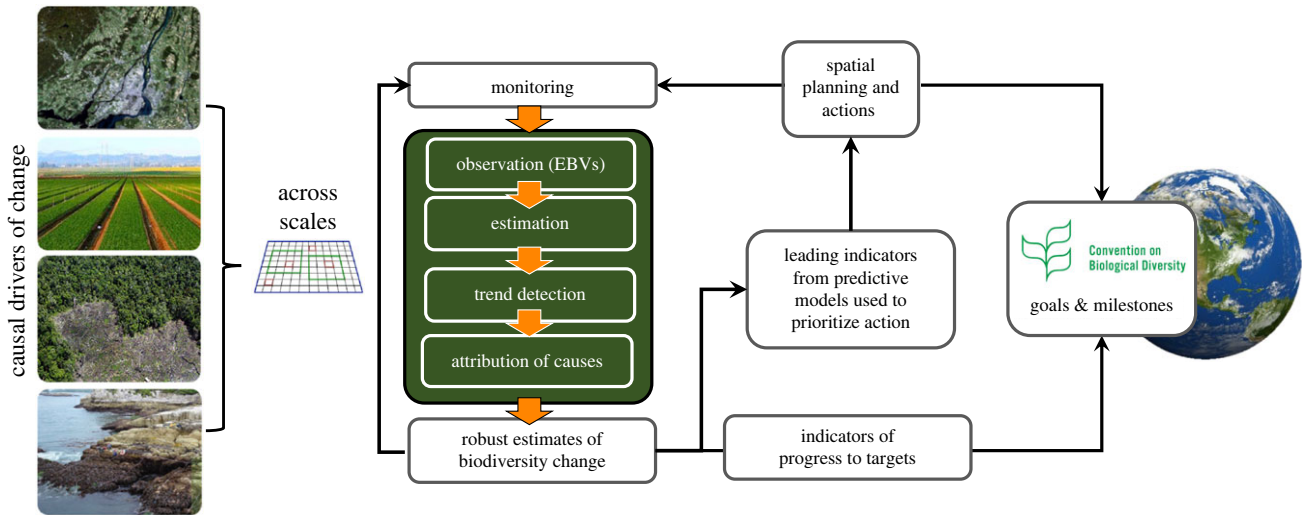 causal drivers of change
across
scales
monitoring
observation (EBVs)
estimation
trend detection
attribution of causes
robust estimates of
biodiversity change
spatial
planning and
actions
leading indicators
from predictive
models used to
prioritize action
indicators of
progress to targets
Convention on
Biological Diversity
goals & milestones